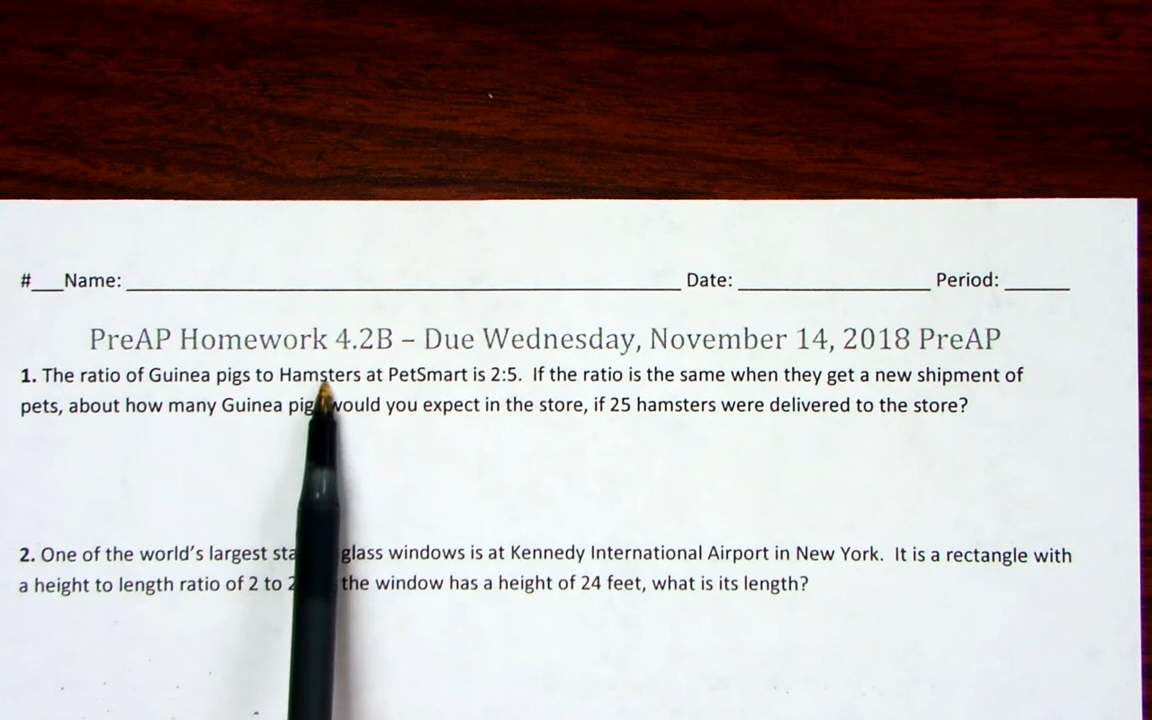 #___Name: ___________________________ Date: ___________ Period: ______
PreAP Homework 4.2B – Due Wednesday, November 14, 2018 PreAP
1. The ratio of Guinea pigs to Hamsters at PetSmart is 2:5. If the ratio is the same when they get a new shipment of
pets, about how many Guinea would you expect in the store, if 25 hamsters were delivered to the store?
2. One of the world's largest glass windows is at Kennedy International Airport in New York. It is a rectangle with
a height to length ratio of 2 to the window has a height of 24 feet, what is its length?